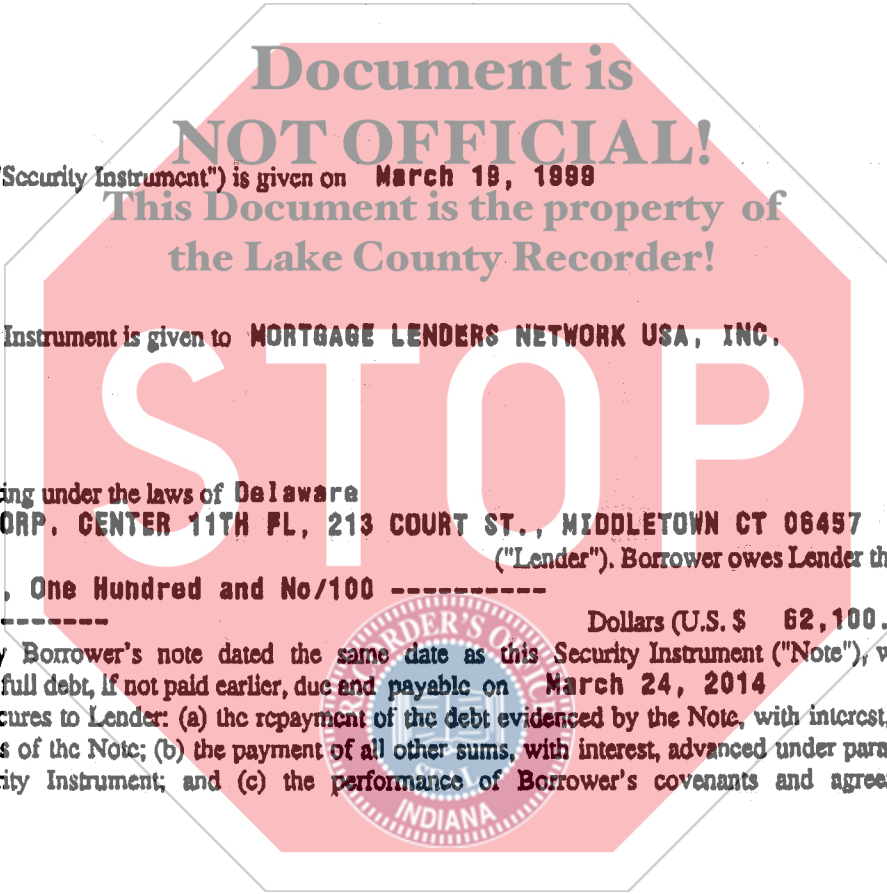 Document is
NOT OFFICIAL!
Security Instrument") is given on March 19, 1999
This Document is the property of
the Lake County Recorder!
Instrument is given to MORTGAGE LENDERS NETWORK USA, INC.
STOP
ing under the laws of Delaware
ORP. CENTER 11TH FL, 213 COURT ST., MIDDLETOWN CT 06457
("Lender"). Borrower owes Lender th
, One Hundred and No/100 ----------
------- Dollars (U.S. $ 62,100.
y Borrower's note dated the same date as this Security Instrument ("Note"), w
full debt, if not paid earlier, due and payable on March 24, 2014
cures to Lender: (a) the repayment of the debt evidenced by the Note, with interest,
s of the Note; (b) the payment of all other sums, with interest, advanced under para
rity Instrument; and (c) the performance of Borrower's covenants and agree
INDIANA